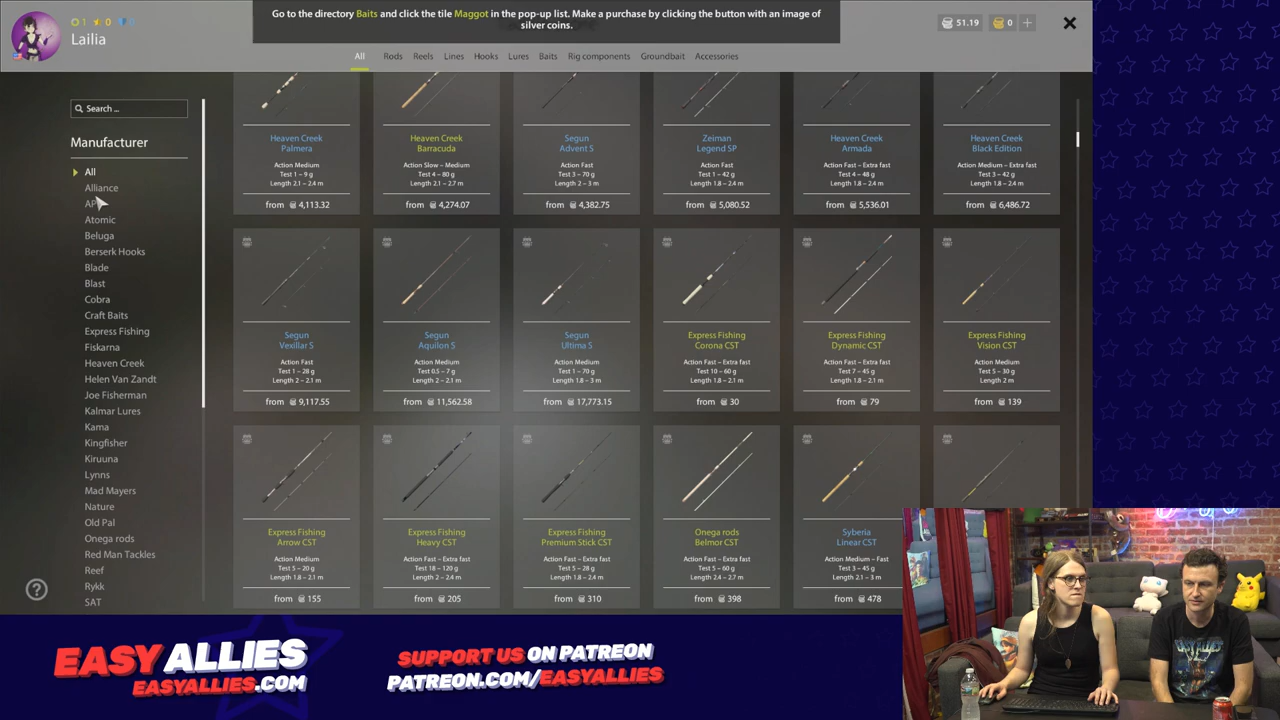 Go to the directory Baits and click the tile Maggot in the pop-up list. Make a purchase by clicking the button with an image of
silver coins.
1 0 0
Lailia
51.19 0 +
All Rods Reels Lines Hooks Lures Baits Rig components Groundbait Accessories
Search ...
Manufacturer
All
Alliance
Atomic
Beluga
Berserk Hooks
Blade
Blast
Cobra
Craft Baits
Express Fishing
Fiskarna
Heaven Creek
Helen Van Zandt
Joe Fisherman
Kalmar Lures
Kama
Kingfisher
Kiruuna
Lynns
Mad Mayers
Nature
Old Pal
Onega rods
Red Man Tackles
Reef
Rykk
SAT
Heaven Creek
Palmera
Action Medium
Test 1 – 9 g
Length 2.1 – 2.4 m
from 4,113.32
Heaven Creek
Barracuda
Action Slow – Medium
Test 4 – 80 g
Length 2.1 – 2.7 m
from 4,274.07
Segun
Advent S
Action Fast
Test 3 – 70 g
Length 2 – 3 m
from 4,382.75
Zeiman
Legend SP
Action Fast
Test 1 – 42 g
Length 1.8 – 2.4 m
from 5,080.52
Heaven Creek
Armada
Action Fast – Extra fast
Test 4 – 48 g
Length 1.8 – 2.4 m
from 5,536.01
Heaven Creek
Black Edition
Action Medium – Extra fast
Test 3 – 42 g
Length 1.8 – 2.4 m
from 6,486.72
Segun
Vexillar S
Action Fast
Test 1 – 28 g
Length 2 – 2.1 m
from 9,117.55
Segun
Aquilon S
Action Medium
Test 0.5 – 7 g
Length 2 – 2.1 m
from 11,562.58
Segun
Ultima S
Action Medium
Test 1 – 70 g
Length 1.8 – 3 m
from 17,773.15
Express Fishing
Corona CST
Action Fast – Extra fast
Test 10 – 60 g
Length 1.8 – 2.1 m
from 30
Express Fishing
Dynamic CST
Action Fast – Extra fast
Test 7 – 45 g
Length 1.8 – 2.1 m
from 79
Express Fishing
Vision CST
Action Medium
Test 5 – 30 g
Length 2 m
from 139
Express Fishing
Arrow CST
Action Medium
Test 5 – 20 g
Length 1.8 – 2.1 m
from 155
Express Fishing
Heavy CST
Action Fast – Extra fast
Test 18 – 120 g
Length 2 – 2.4 m
from 205
Express Fishing
Premium Stick CST
Action Fast – Extra fast
Test 5 – 28 g
Length 1.8 – 2.4 m
from 310
Onega rods
Belmor CST
Action Fast – Extra fast
Test 5 – 60 g
Length 2.4 – 2.7 m
from 398
Syberia
Linear CST
Action Medium – Fast
Test 3 – 45 g
Length 2.1 – 3 m
from 478
?
EASY ALLIES
EASYALLIES.COM
SUPPORT US ON PATREON
PATREON.COM/EASYALLIES
EASY ALLIES